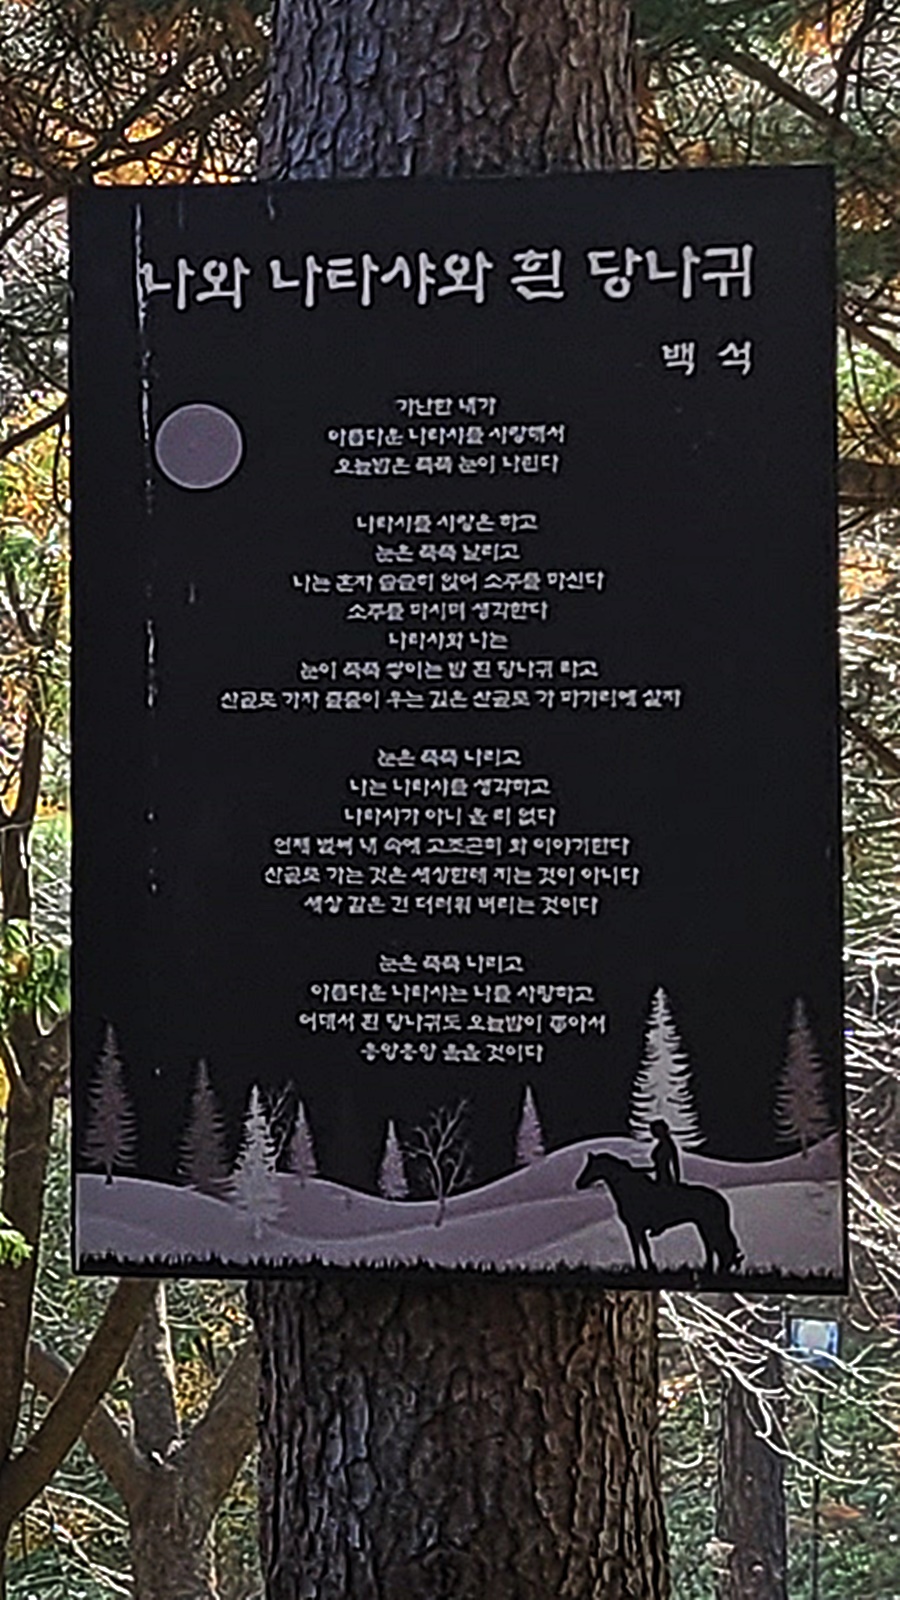 나와 나타샤와 흰 당나귀
백 석
가난한 내가
아름다운 나타샤를 사랑해서
오늘밤은 푹푹 눈이 나린다
나타샤를 사랑은 하고
눈은 푹푹 날리고
나는 혼자 쓸쓸히 앉어 소주를 마신다
소주를 마시며 생각한다
나타샤와 나는
눈이 푹푹 쌓이는 밤 흰 당나귀 타고
산골로 가자 출출이 우는 깊은 산골로 가 마가리에 살자
눈은 푹푹 나리고
나는 나타샤를 생각하고
나타샤가 아니 올 리 없다
언제 벌써 내 속에 고조곤히 와 이야기한다
산골로 가는 것은 세상한테 지는 것이 아니다
세상 같은 건 더러워 버리는 것이다
눈은 푹푹 나리고
아름다운 나타샤는 나를 사랑하고
어데서 흰 당나귀도 오늘밤이 좋아서
응앙응앙 울을 것이다